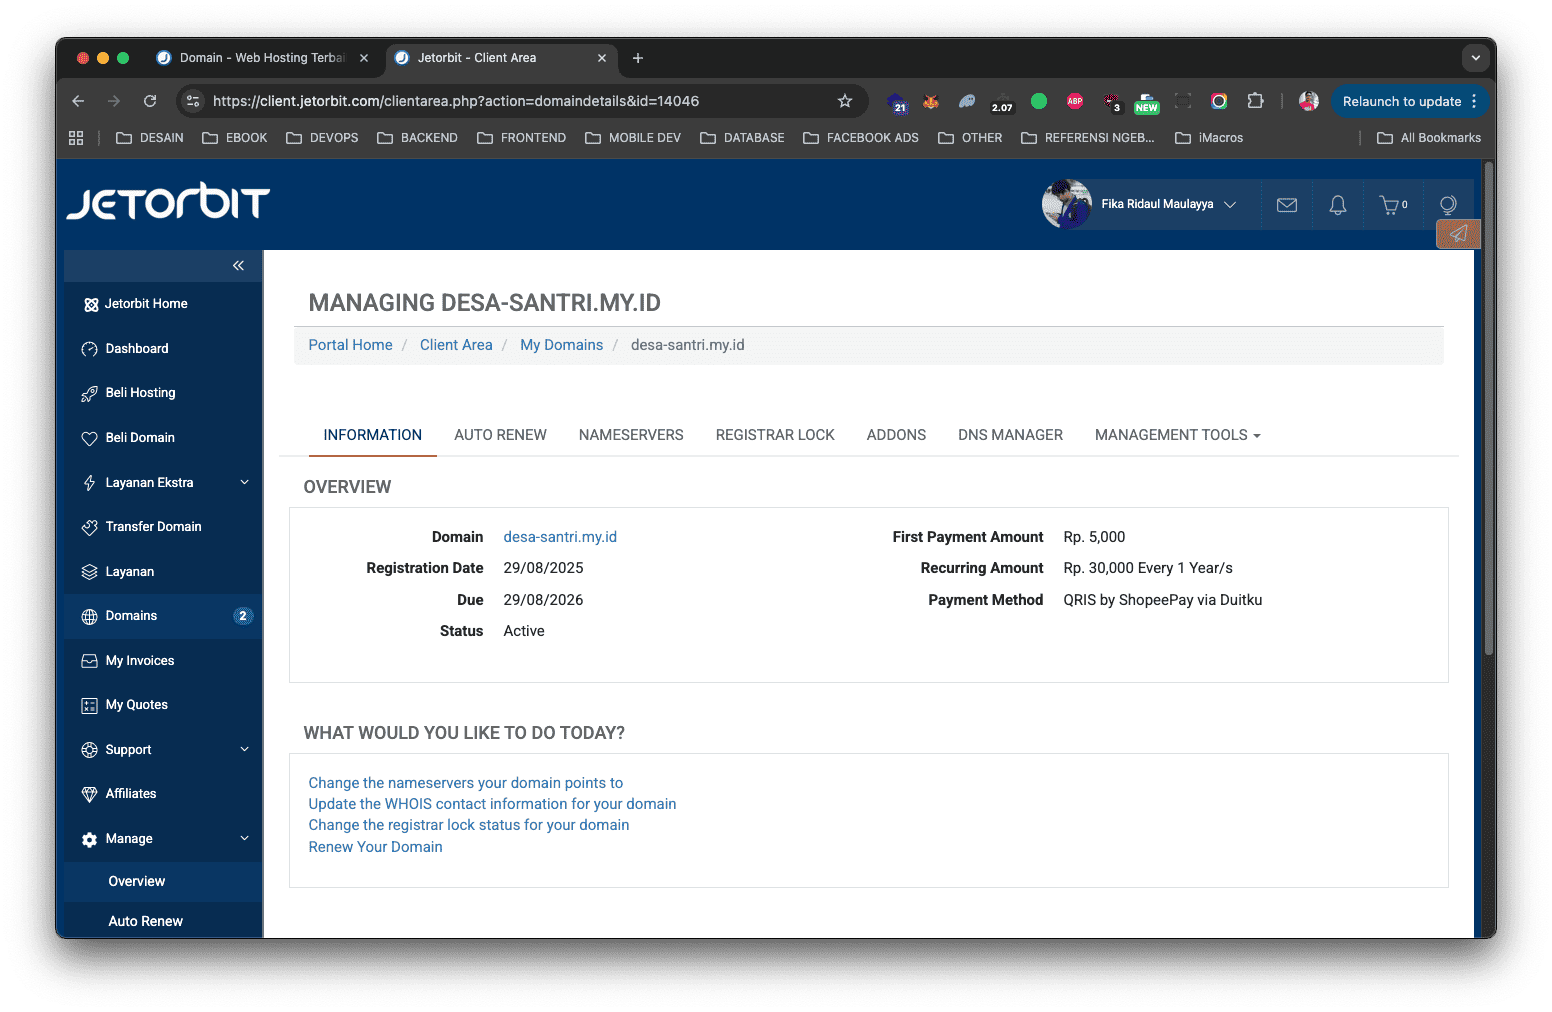 Domain - Web Hosting Terbai
Jetorbit - Client Area
https://client.jetorbit.com/clientarea.php?action=domaindetails&id=14046
21
2.07
ABP
3
NEW
Relaunch to update
DESAIN
EBOOK
DEVOPS
BACKEND
FRONTEND
MOBILE DEV
DATABASE
FACEBOOK ADS
OTHER
REFERENSI NGEB...
iMacros
All Bookmarks
JETORBIT
Fika Ridaul Maulayya
0
Jetorbit Home
Dashboard
Beli Hosting
Beli Domain
Layanan Ekstra
Transfer Domain
Layanan
Domains 2
My Invoices
My Quotes
Support
Affiliates
Manage
Overview
Auto Renew
MANAGING DESA-SANTRI.MY.ID
Portal Home / Client Area / My Domains / desa-santri.my.id
INFORMATION AUTO RENEW NAMESERVERS REGISTRAR LOCK ADDONS DNS MANAGER MANAGEMENT TOOLS
OVERVIEW
Domain desa-santri.my.id
Registration Date 29/08/2025
Due 29/08/2026
Status Active
First Payment Amount Rp. 5,000
Recurring Amount Rp. 30,000 Every 1 Year/s
Payment Method QRIS by ShopeePay via Duitku
WHAT WOULD YOU LIKE TO DO TODAY?
Change the nameservers your domain points to
Update the WHOIS contact information for your domain
Change the registrar lock status for your domain
Renew Your Domain